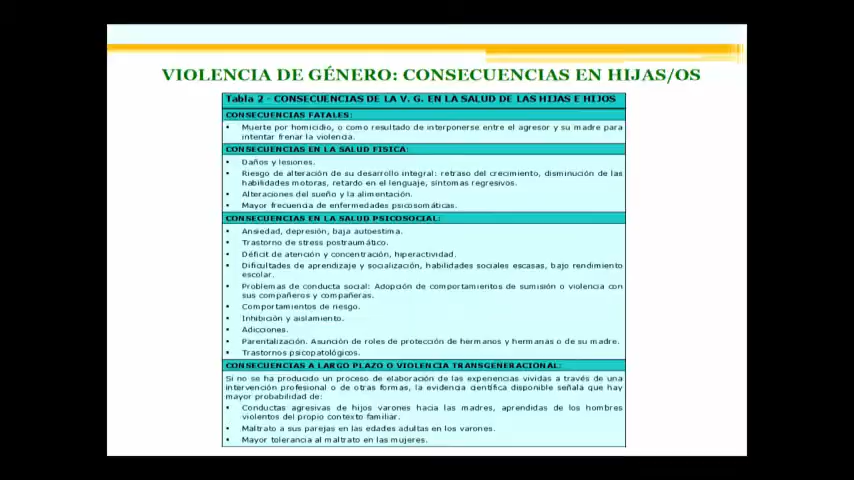 VIOLENCIA DE GÉNERO: CONSECUENCIAS EN HIJAS/OS
Tabla 2 - CONSECUENCIAS DE LA V. G. EN LA SALUD DE LAS HIJAS E HIJOS
CONSECUENCIAS FATALES:
• Muerte por homicidio, o como resultado de interponerse entre el agresor y su madre para
intentar frenar la violencia.
CONSECUENCIAS EN LA SALUD FÍSICA:
• Daños y lesiones.
• Riesgo de alteración de su desarrollo integral: retraso del crecimiento, disminución de las
habilidades motoras, retardo en el lenguaje, síntomas regresivos.
• Alteraciones del sueño y la alimentación.
• Mayor frecuencia de enfermedades psicosomáticas.
CONSECUENCIAS EN LA SALUD PSICOSOCIAL:
• Ansiedad, depresión, baja autoestima.
• Trastorno de stress postraumático.
• Déficit de atención y concentración, hiperactividad.
• Dificultades de aprendizaje y socialización, habilidades sociales escasas, bajo rendimiento
escolar.
• Problemas de conducta social: Adopción de comportamientos de sumisión o violencia con
sus compañeros y compañeras.
• Comportamientos de riesgo.
• Inhibición y aislamiento.
• Adicciones.
• Parentalización. Asunción de roles de protección de hermanos y hermanas o de su madre.
• Trastornos psicopatológicos.
CONSECUENCIAS A LARGO PLAZO O VIOLENCIA TRANSGENERACIONAL:
Si no se ha producido un proceso de elaboración de las experiencias vividas a través de una
intervención profesional o de otras formas, la evidencia científica disponible señala que hay
mayor probabilidad de:
• Conductas agresivas de hijos varones hacia las madres, aprendidas de los hombres
violentos del propio contexto familiar.
• Maltrato a sus parejas en las edades adultas en los varones.
• Mayor tolerancia al maltrato en las mujeres.